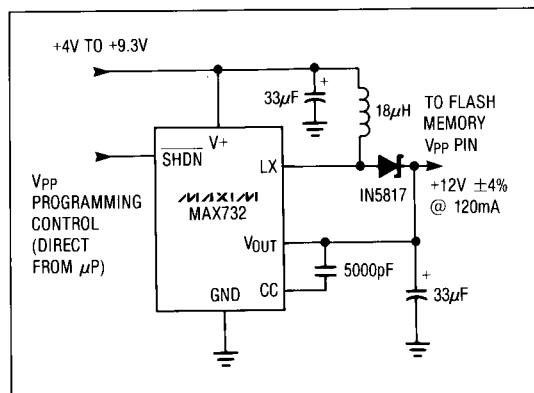 +4V TO +9.3V
33µF
+
18µH
TO FLASH
MEMORY
VPP PIN
V+
SHDN
LX
IN5817
+12V ±4%
@ 120mA
MAXIM
MAX732
VPP
PROGRAMMING
CONTROL
(DIRECT
FROM µP)
VOUT
5000pF
CC
GND
+
33µF